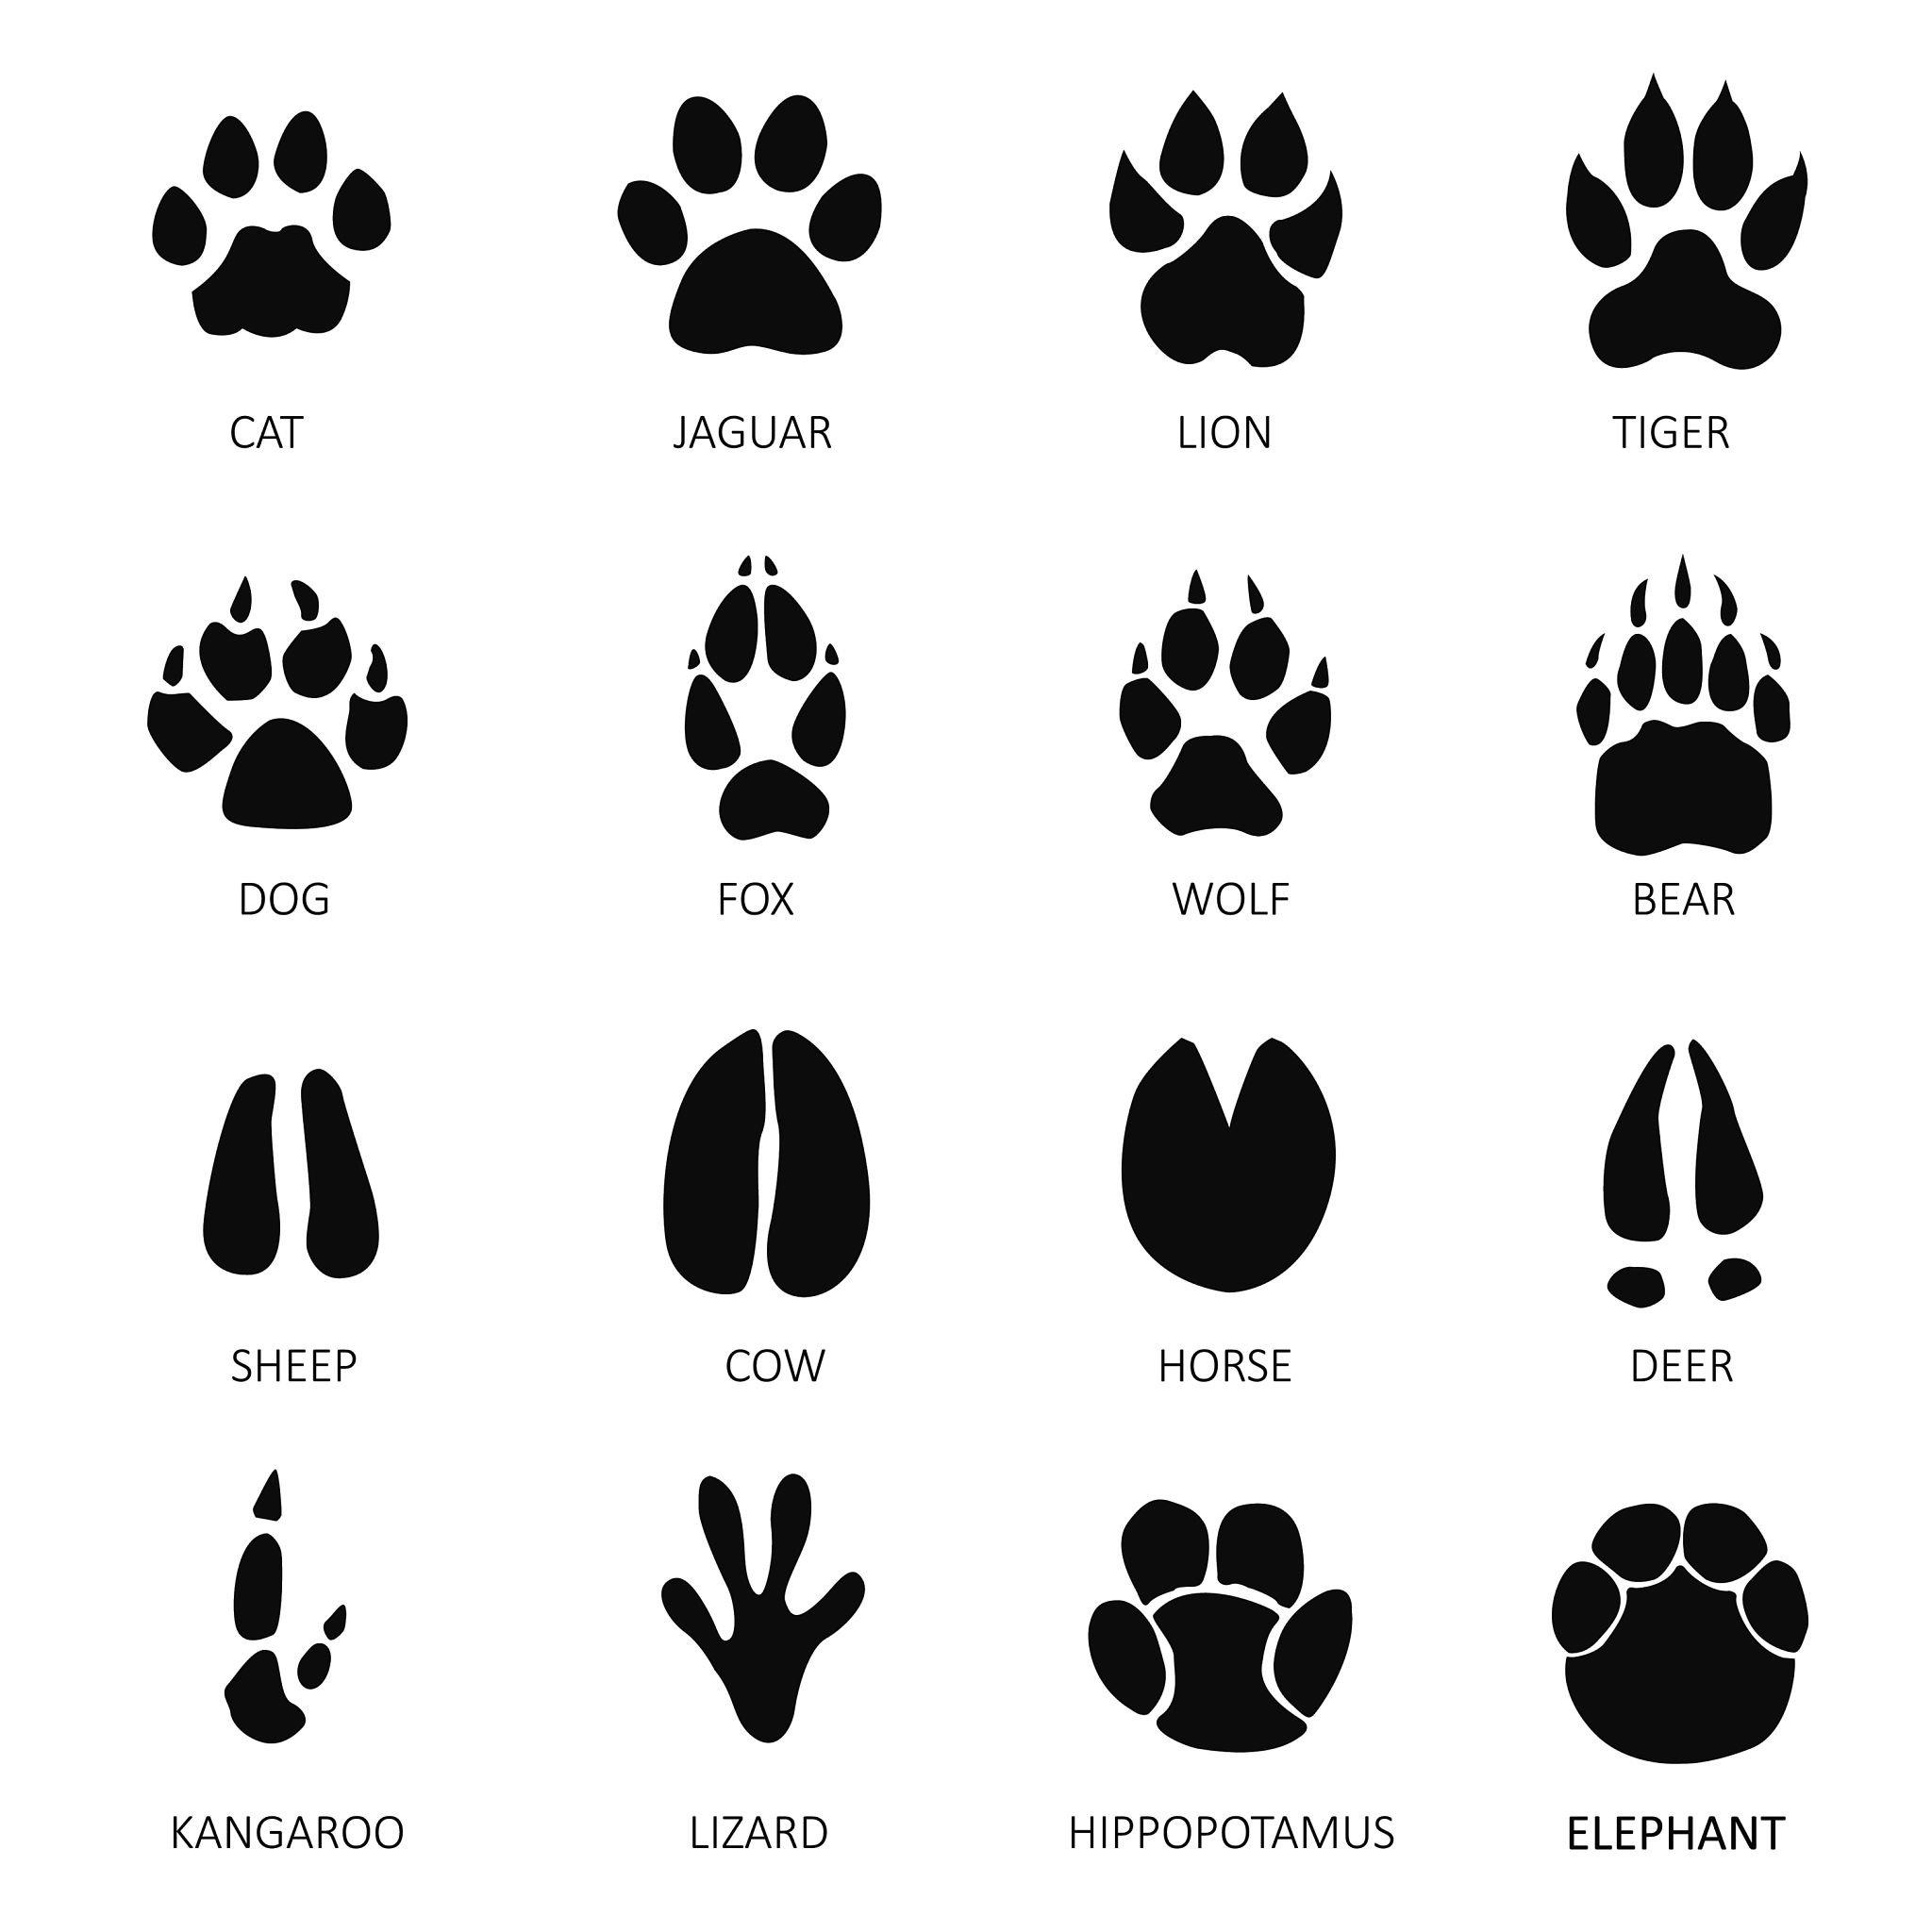 CAT
JAGUAR
LION
TIGER
DOG
FOX
WOLF
BEAR
SHEEP
COW
HORSE
DEER
KANGAROO
LIZARD
HIPPOPOTAMUS
ELEPHANT